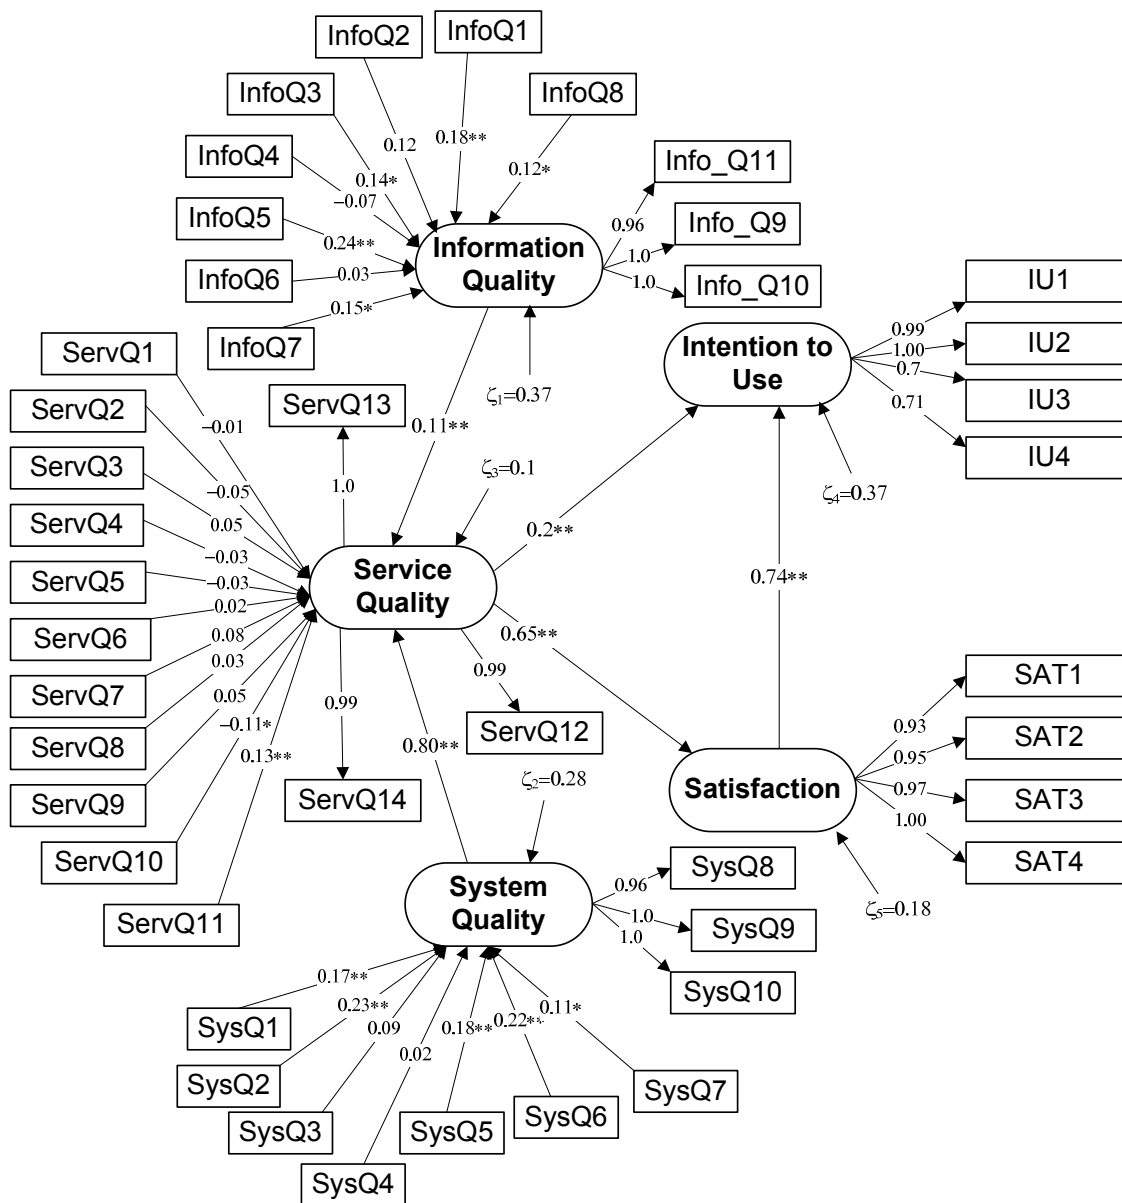 InfoQ1
InfoQ2
InfoQ3
InfoQ8
InfoQ4
InfoQ5
InfoQ6
InfoQ7
0.18**
0.12
0.14*
0.12*
−0.07
0.24**
0.03
0.15*
Information
Quality
Info_Q11
Info_Q9
Info_Q10
0.96
1.0
1.0
ζ1=0.37
0.11**
Intention to
Use
IU1
IU2
IU3
IU4
0.99
1.00
0.7
0.71
ζ4=0.37
ServQ1
ServQ2
ServQ3
ServQ4
ServQ5
ServQ6
ServQ7
ServQ8
ServQ9
ServQ10
ServQ11
−0.01
−0.05
0.05
−0.03
−0.03
0.02
0.08
0.03
0.05
−0.11*
0.13**
ServQ13
1.0
ζ3=0.1
Service
Quality
0.2**
0.65**
0.74**
0.99
ServQ12
0.99
ServQ14
0.80**
ζ2=0.28
Satisfaction
SAT1
SAT2
SAT3
SAT4
0.93
0.95
0.97
1.00
ζ5=0.18
System
Quality
SysQ8
SysQ9
SysQ10
0.96
1.0
1.0
0.17**
0.23**
0.09
0.02
0.18**
0.22**
0.11*
SysQ1
SysQ2
SysQ3
SysQ4
SysQ5
SysQ6
SysQ7